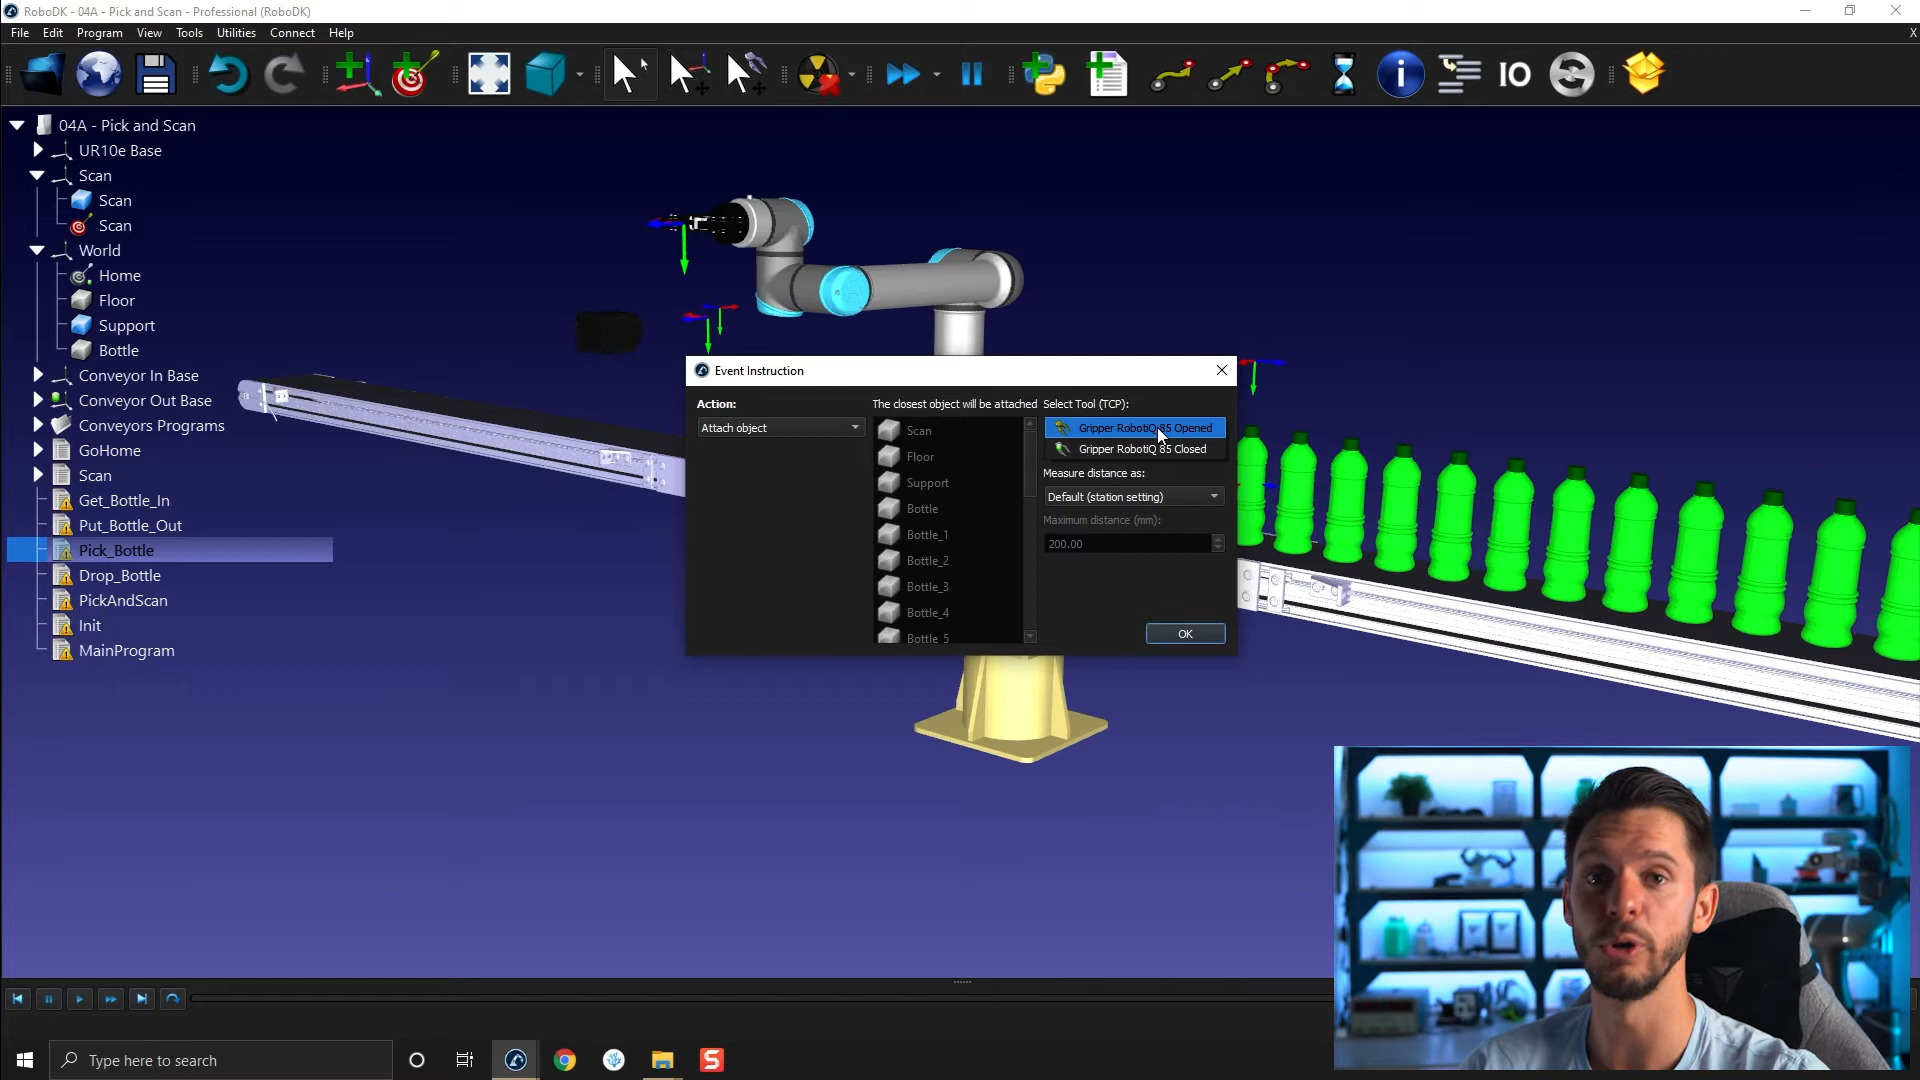 RoboDK - 04A - Pick and Scan - Professional (RoboDK)
File Edit Program View Tools Utilities Connect Help X
IO
04A - Pick and Scan
UR10e Base
Scan
Scan
Scan
World
Home
Floor
Support
Bottle
Conveyor In Base
Conveyor Out Base
Conveyors Programs
GoHome
Scan
Get_Bottle_In
Put_Bottle_Out
Pick_Bottle
Drop_Bottle
PickAndScan
Init
MainProgram
Event Instruction
Action:
Attach object
The closest object will be attached
Scan
Floor
Support
Bottle
Bottle_1
Bottle_2
Bottle_3
Bottle_4
Bottle_5
Select Tool (TCP):
Gripper RobotiQ 85 Opened
Gripper RobotiQ 85 Closed
Measure distance as:
Default (station setting)
Maximum distance (mm):
200.00
OK
Type here to search